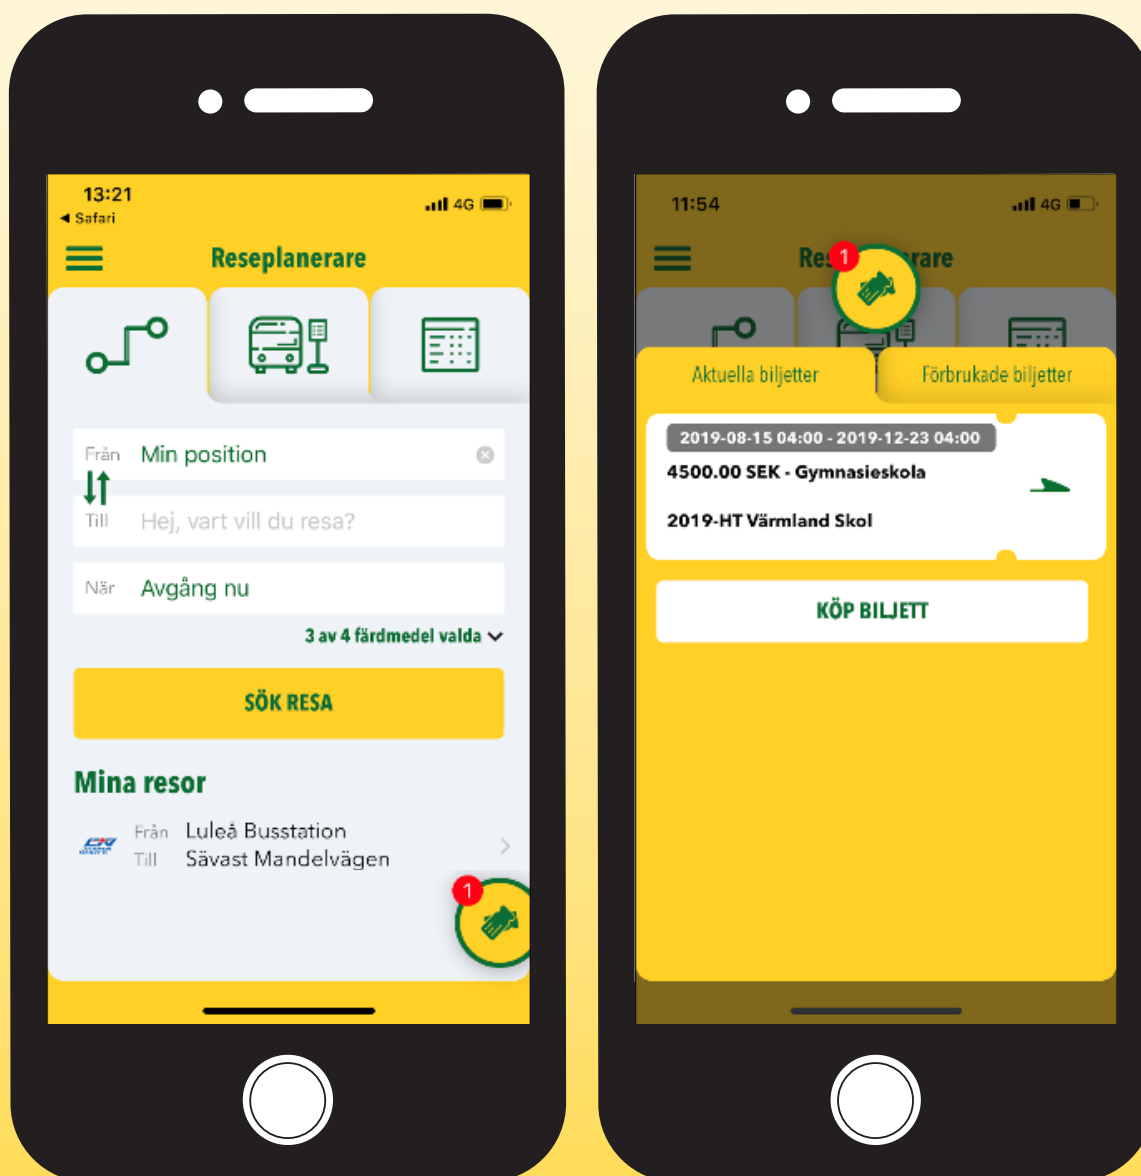 13:21
◀ Safari
4G
Reseplanerare
Från Min position
Till Hej, vart vill du resa?
När Avgång nu
3 av 4 färdmedel valda
SÖK RESA
Mina resor
Från Luleå Busstation
Till Sävast Mandelvägen
1
11:54
4G
1
Aktuella biljetter
Förbrukade biljetter
2019-08-15 04:00 - 2019-12-23 04:00
4500.00 SEK - Gymnasieskola
2019-HT Värmland Skol
KÖP BILJETT